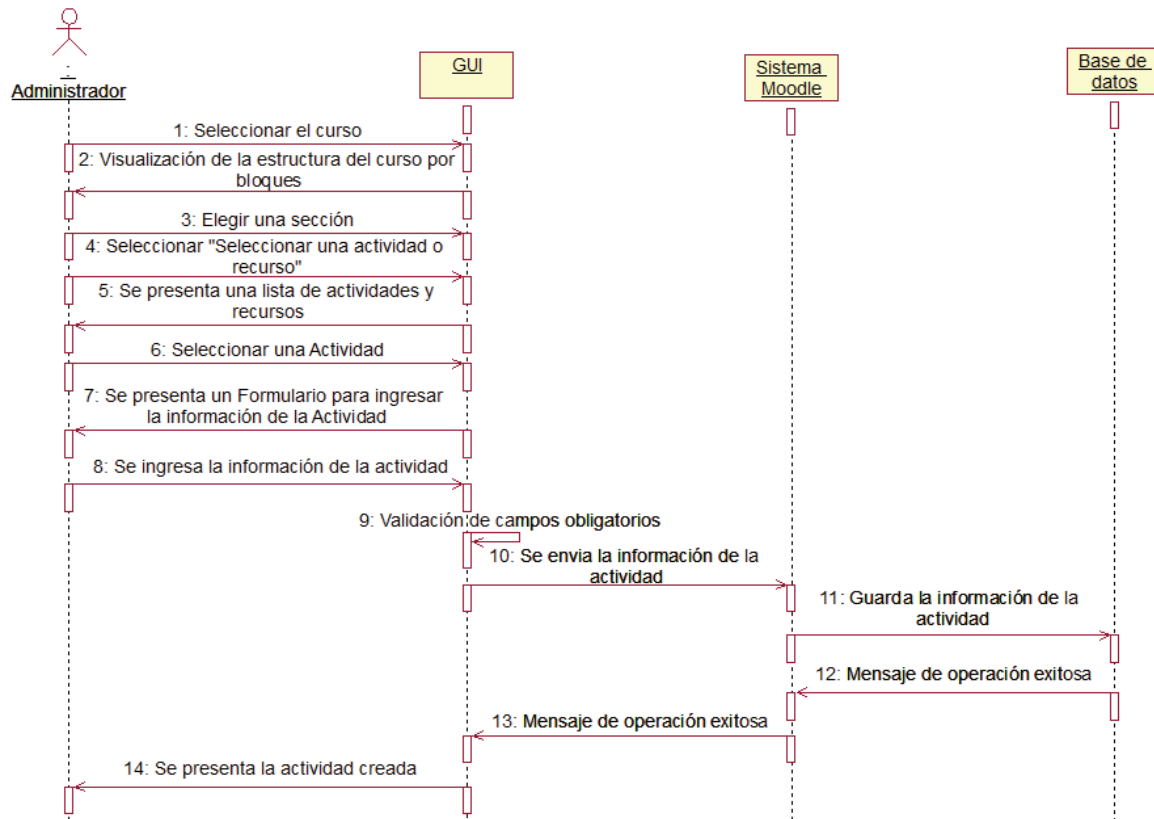 Administrador
GUI
Sistema
Moodle
Base de
datos
1: Seleccionar el curso
2: Visualización de la estructura del curso por
bloques
3: Elegir una sección
4: Seleccionar "Seleccionar una actividad o
recurso"
5: Se presenta una lista de actividades y
recursos
6: Seleccionar una Actividad
7: Se presenta un Formulario para ingresar
la información de la Actividad
8: Se ingresa la información de la actividad
9: Validación de campos obligatorios
10: Se envia la información de la
actividad
11: Guarda la información de la
actividad
12: Mensaje de operación exitosa
13: Mensaje de operación exitosa
14: Se presenta la actividad creada